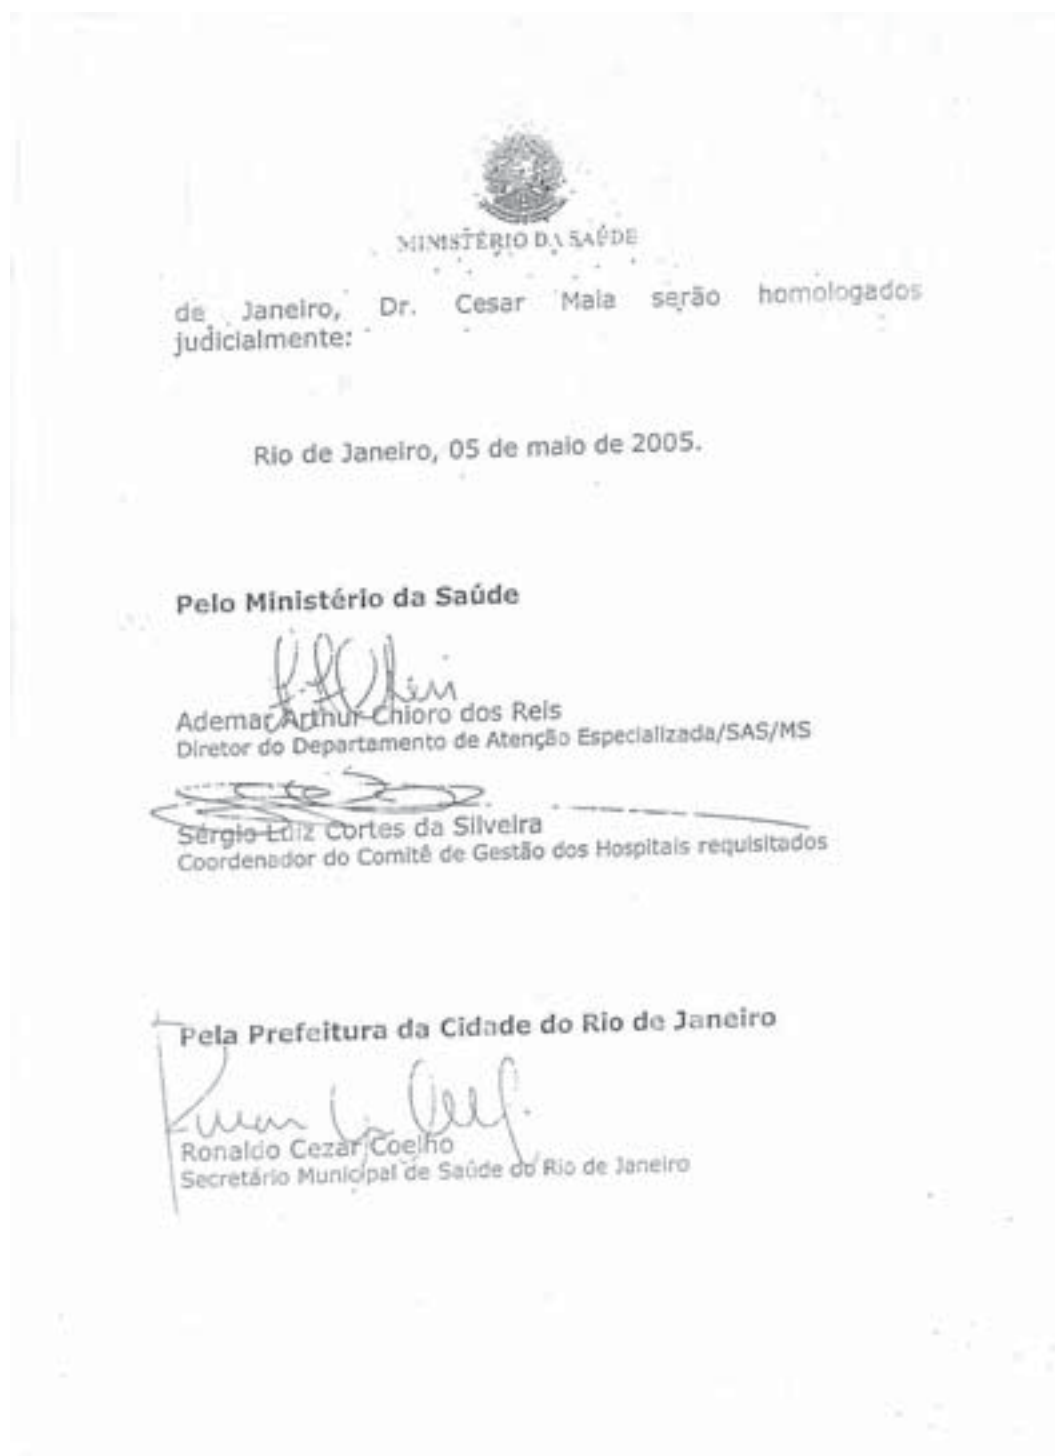 MINISTÉRIO DA SAÚDE
de Janeiro, Dr. Cesar Maia serão homologados
judicialmente:
Rio de Janeiro, 05 de maio de 2005.
Pelo Ministério da Saúde
Ademar Arthur Chioro dos Reis
Diretor do Departamento de Atenção Especializada/SAS/MS
Sérgio Luiz Cortes da Silveira
Coordenador do Comitê de Gestão dos Hospitais requisitados
Pela Prefeitura da Cidade do Rio de Janeiro
Ronaldo Cezar Coelho
Secretário Municipal de Saúde do Rio de Janeiro